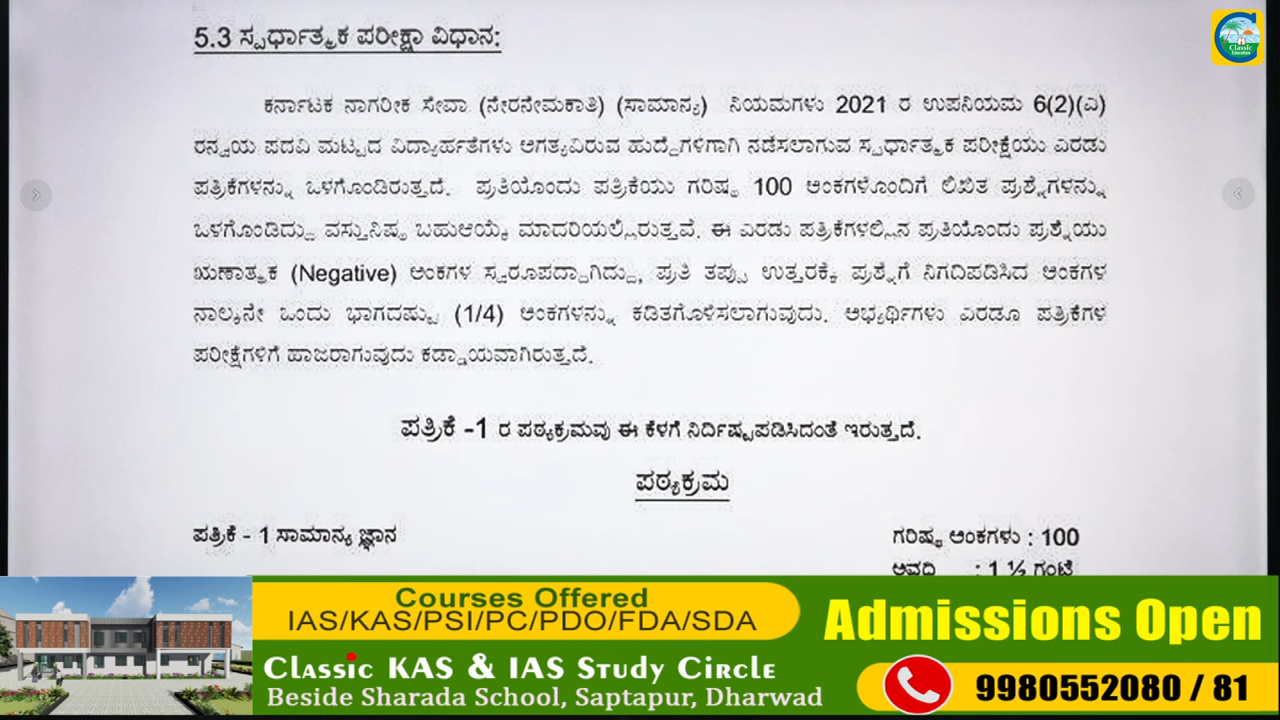 5.3 ಸ್ಪರ್ಧಾತ್ಮಕ ಪರೀಕ್ಷಾ ವಿಧಾನ:
Classic
Education
ಕರ್ನಾಟಕ ನಾಗರೀಕ ಸೇವಾ (ನೇರನೇಮಕಾತಿ) (ಸಾಮಾನ್ಯ) ನಿಯಮಗಳು 2021 ರ ಉಪನಿಯಮ 6(2)(ಎ)
ರನ್ವಯ ಪದವಿ ಮಟ್ಟದ ವಿದ್ಯಾರ್ಹತೆಗಳು ಅಗತ್ಯವಿರುವ ಹುದ್ದೆಗಳಿಗಾಗಿ ನಡೆಸಲಾಗುವ ಸ್ಪರ್ಧಾತ್ಮಕ ಪರೀಕ್ಷೆಯು ಎರಡು
ಪತ್ರಿಕೆಗಳನ್ನು ಒಳಗೊಂಡಿರುತ್ತದೆ. ಪ್ರತಿಯೊಂದು ಪತ್ರಿಕೆಯು ಗರಿಷ್ಠ 100 ಅಂಕಗಳೊಂದಿಗೆ ಲಿಖಿತ ಪ್ರಶ್ನೆಗಳನ್ನು
ಒಳಗೊಂಡಿದ್ದು ವಸ್ತುನಿಷ್ಠ ಬಹುಆಯ್ಕೆ ಮಾದರಿಯಲ್ಲಿರುತ್ತವೆ. ಈ ಎರಡು ಪತ್ರಿಕೆಗಳಲ್ಲಿನ ಪ್ರತಿಯೊಂದು ಪ್ರಶ್ನೆಯು
ಋಣಾತ್ಮಕ (Negative) ಅಂಕಗಳ ಸ್ವರೂಪದ್ದಾಗಿದ್ದು, ಪ್ರತಿ ತಪ್ಪು ಉತ್ತರಕ್ಕೆ ಪ್ರಶ್ನೆಗೆ ನಿಗದಿಪಡಿಸಿದ ಅಂಕಗಳ
ನಾಲ್ಕನೇ ಒಂದು ಭಾಗದಷ್ಟು (1/4) ಅಂಕಗಳನ್ನು ಕಡಿತಗೊಳಿಸಲಾಗುವುದು. ಅಭ್ಯರ್ಥಿಗಳು ಎರಡೂ ಪತ್ರಿಕೆಗಳ
ಪರೀಕ್ಷೆಗಳಿಗೆ ಹಾಜರಾಗುವುದು ಕಡ್ಡಾಯವಾಗಿರುತ್ತದೆ.
ಪತ್ರಿಕೆ -1 ರ ಪಠ್ಯಕ್ರಮವು ಈ ಕೆಳಗೆ ನಿರ್ದಿಷ್ಟಪಡಿಸಿದಂತೆ ಇರುತ್ತದೆ.
ಪಠ್ಯಕ್ರಮ
ಪತ್ರಿಕೆ - 1 ಸಾಮಾನ್ಯ ಜ್ಞಾನ
ಗರಿಷ್ಠ ಅಂಕಗಳು : 100
ಅವಧಿ : 1 ½ ಗಂಟೆ
Courses Offered
IAS/KAS/PSI/PC/PDO/FDA/SDA
Classic KAS & IAS Study Circle
Beside Sharada School, Saptapur, Dharwad
Admissions Open
9980552080 / 81